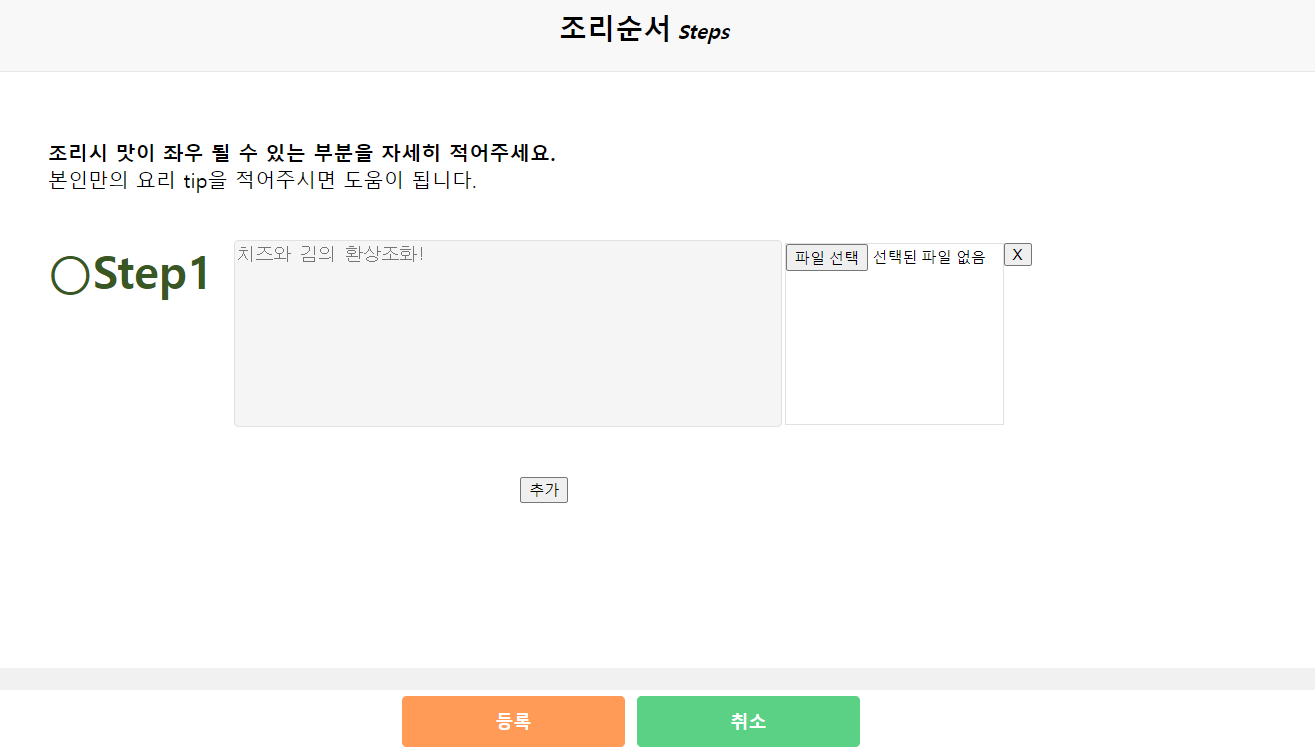 조리순서 Steps
조리시 맛이 좌우 될 수 있는 부분을 자세히 적어주세요.
본인만의 요리 tip을 적어주시면 도움이 됩니다.
○Step1
치즈와 김의 환상조화!
파일 선택 선택된 파일 없음
X
추가
등록
취소